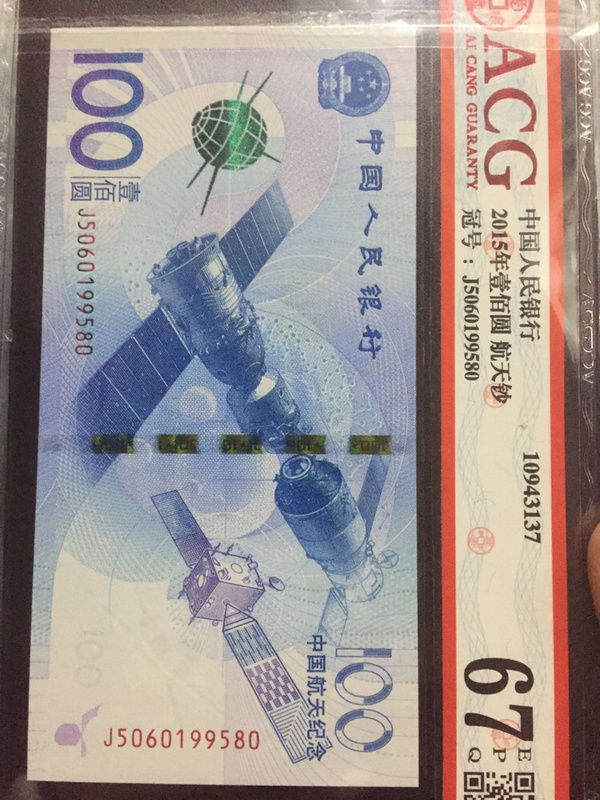 100
壹佰圆
J5060199580
中国人民银行
100
中国航天纪念
J5060199580
100
ACG
AI CANG GUARANTY
中国人民银行
2015年壹佰圆 航天钞
冠号：J5060199580
10943137
67
EPQ